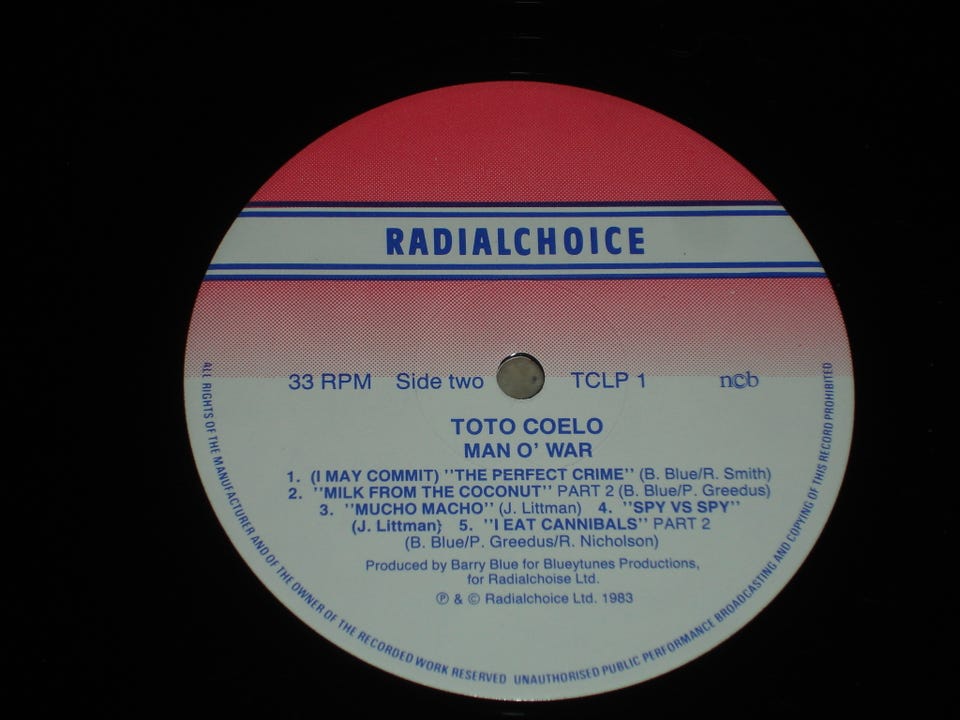 RADIALCHOICE
33 RPM Side two TCLP 1 ncb
TOTO COELO
MAN O' WAR
1. (I MAY COMMIT) "THE PERFECT CRIME" (B. Blue/R. Smith)
2. "MILK FROM THE COCONUT" PART 2 (B. Blue/P. Greedus)
3. "MUCHO MACHO" (J. Littman) 4. "SPY VS SPY"
(J. Littman} 5. "I EAT CANNIBALS" PART 2
(B. Blue/P. Greedus/R. Nicholson)
Produced by Barry Blue for Blueytunes Productions,
for Radialchoise Ltd.
℗ & © Radialchoice Ltd. 1983
ALL RIGHTS OF THE MANUFACTURER AND OF THE OWNER OF THE RECORDED WORK RESERVED UNAUTHORISED PUBLIC PERFORMANCE BROADCASTING AND COPYING OF THIS RECORD PROHIBITED